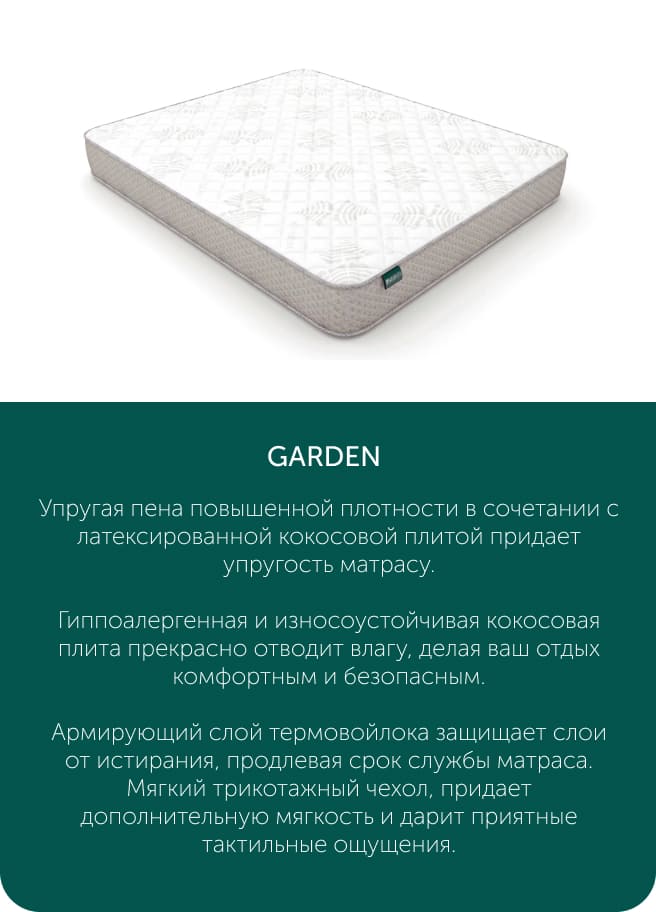 GARDEN
Упругая пена повышенной плотности в сочетании с
латексированной кокосовой плитой придает
упругость матрасу.
Гиппоалергенная и износоустойчивая кокосовая
плита прекрасно отводит влагу, делая ваш отдых
комфортным и безопасным.
Армирующий слой термовойлока защищает слои
от истирания, продлевая срок службы матраса.
Мягкий трикотажный чехол, придает
дополнительную мягкость и дарит приятные
тактильные ощущения.